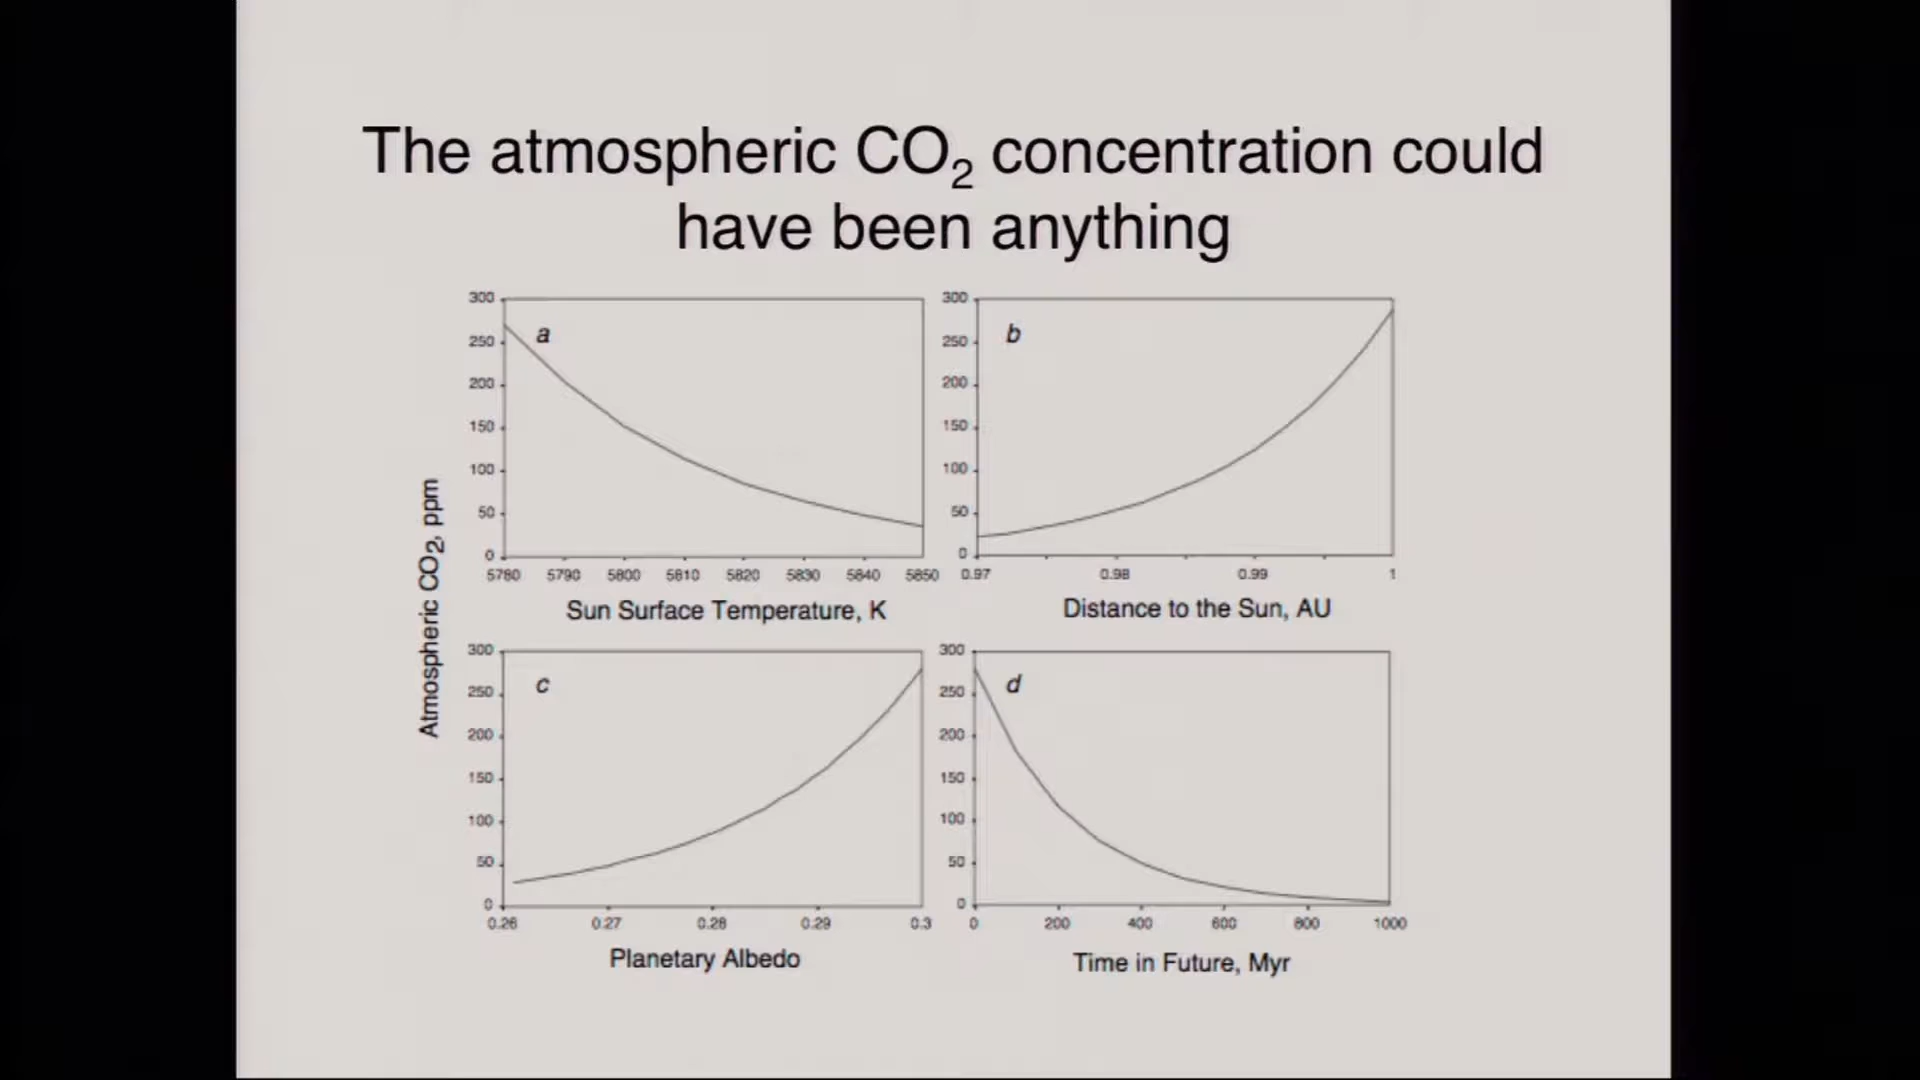 The atmospheric CO₂ concentration could
have been anything
Atmospheric CO2, ppm
300
250
200
150
100
50
0
a
5780 5790 5800 5810 5820 5830 5840 5850
Sun Surface Temperature, K
300
250
200
150
100
50
0
b
0.97 0.98 0.99 1
Distance to the Sun, AU
300
250
200
150
100
50
0
c
0.26 0.27 0.28 0.29 0.3
Planetary Albedo
300
250
200
150
100
50
0
d
0 200 400 600 800 1000
Time in Future, Myr